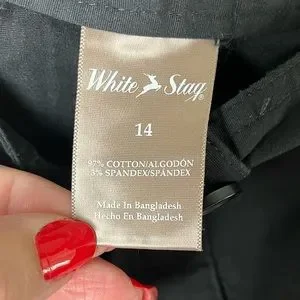 White Stag
14
97% COTTON/ALGODÓN
3% SPANDEX/SPÁNDEX
Made In Bangladesh
Hecho En Bangladesh